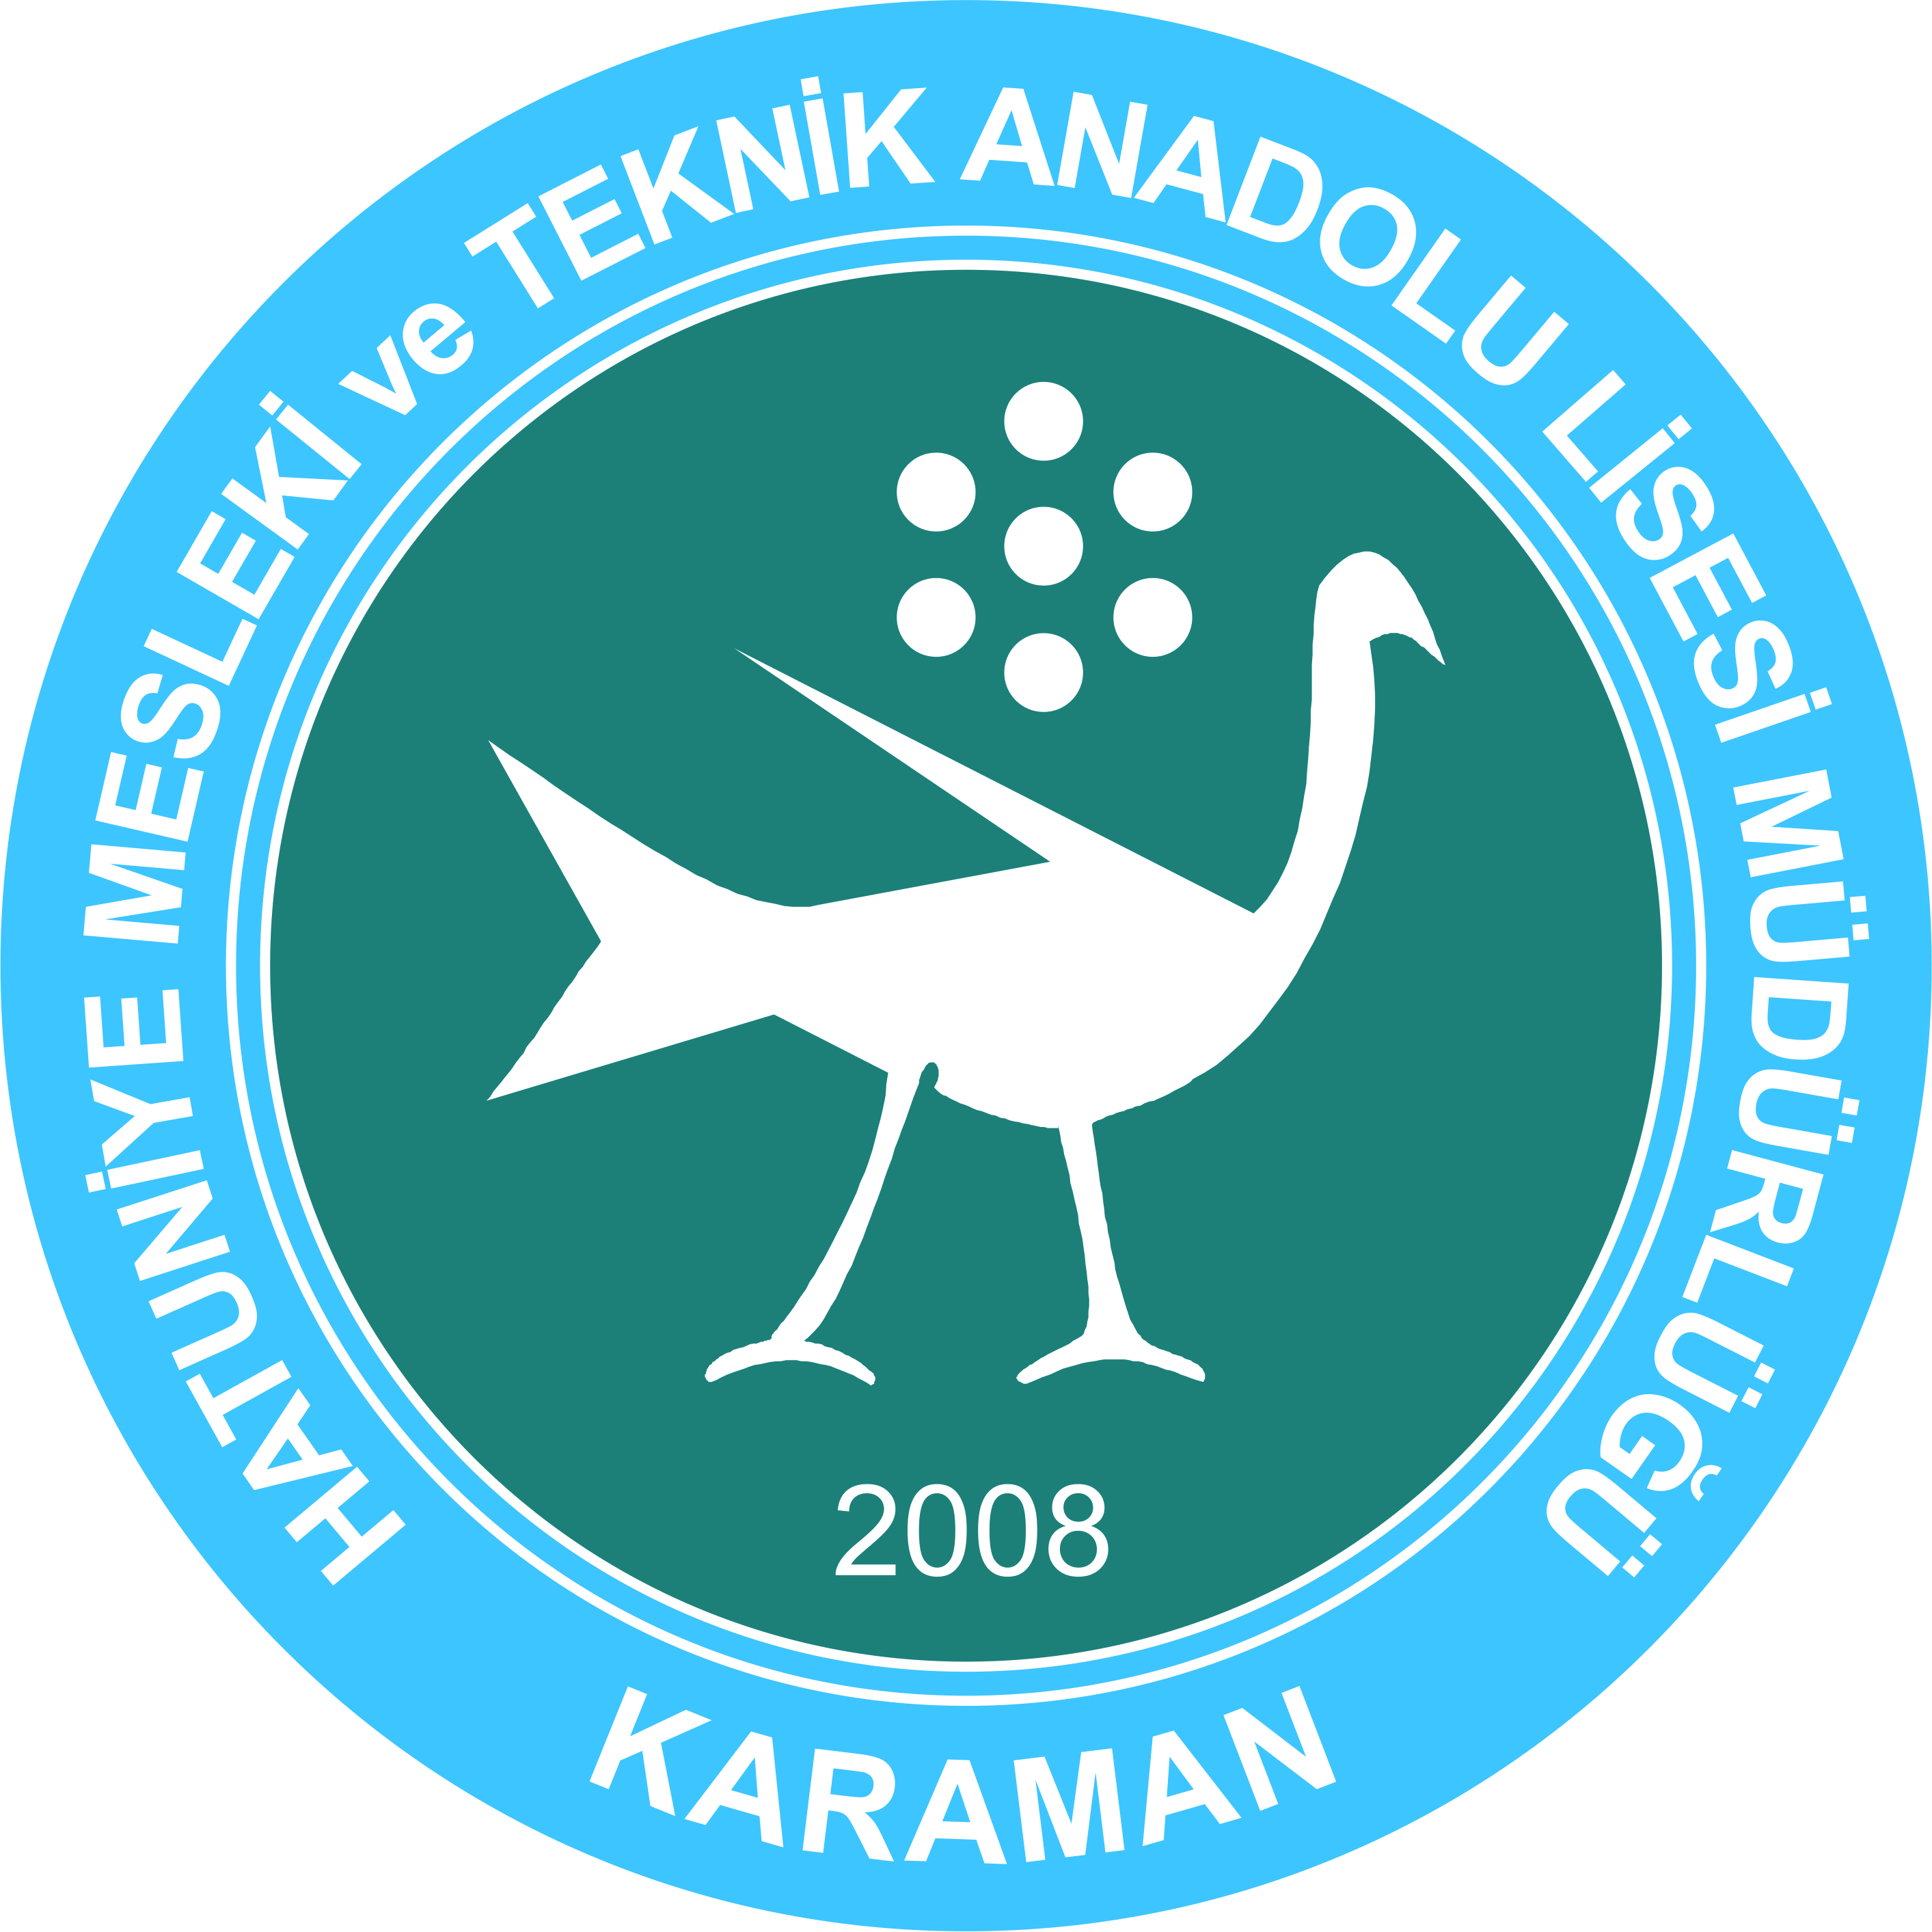 HATUNİYE MESLEKİ ve TEKNİK ANADOLU LİSESİ MÜDÜRLÜĞÜ
2008
KARAMAN